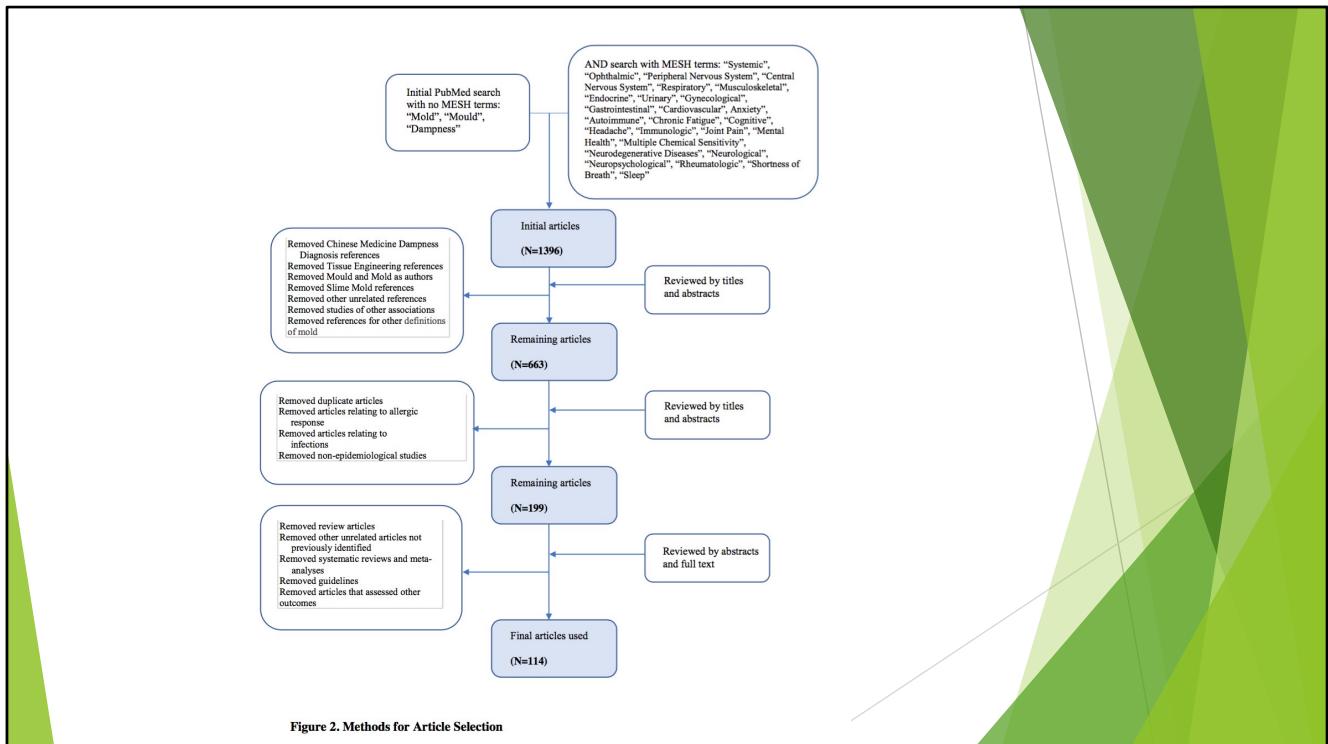 Initial PubMed search
with no MESH terms:
“Mold”, “Mould”,
“Dampness”
AND search with MESH terms: “Systemic”,
“Ophthalmic”, “Peripheral Nervous System”, “Central
Nervous System”, “Respiratory”, “Musculoskeletal”,
“Endocrine”, “Urinary”, “Gynecological”,
“Gastrointestinal”, “Cardiovascular”, Anxiety”,
“Autoimmune”, “Chronic Fatigue”, “Cognitive”,
“Headache”, “Immunologic”, “Joint Pain”, “Mental
Health”, “Multiple Chemical Sensitivity”,
“Neurodegenerative Diseases”, “Neurological”,
“Neuropsychological”, “Rheumatologic”, “Shortness of
Breath”, “Sleep”
Initial articles
(N=1396)
Removed Chinese Medicine Dampness
Diagnosis references
Removed Tissue Engineering references
Removed Mould and Mold as authors
Removed Slime Mold references
Removed other unrelated references
Removed studies of other associations
Removed references for other definitions
of mold
Reviewed by titles
and abstracts
Remaining articles
(N=663)
Removed duplicate articles
Removed articles relating to allergic
response
Removed articles relating to
infections
Removed non-epidemiological studies
Reviewed by titles
and abstracts
Remaining articles
(N=199)
Removed review articles
Removed other unrelated articles not
previously identified
Removed systematic reviews and meta-
analyses
Removed guidelines
Removed articles that assessed other
outcomes
Reviewed by abstracts
and full text
Final articles used
(N=114)
Figure 2. Methods for Article Selection